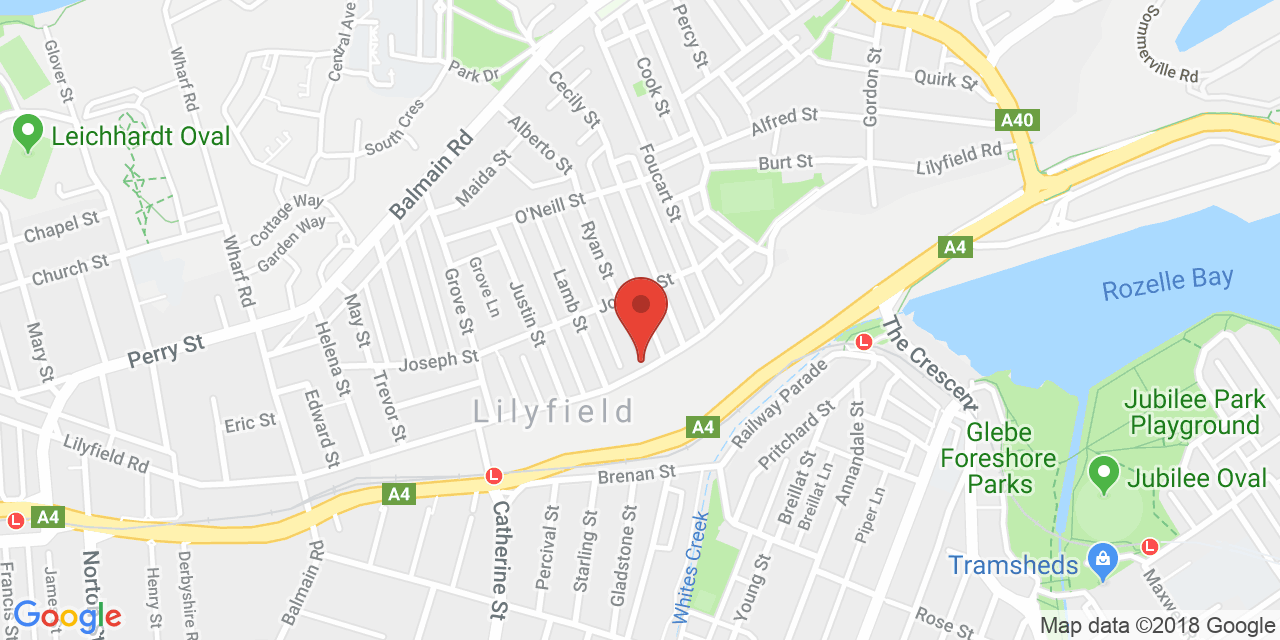 Glover St
Wharf Rd
Central Ave
Park Dr
South Cres
Balmain Rd
Leichhardt Oval
Cecily St
Cook St
Percy St
Gordon St
Quirk St
Sommerville Rd
A40
Alfred St
Burt St
Lilyfield Rd
Alberto St
Maida St
Foucart St
O'Neill St
Ryan St
Chapel St
Church St
Cottage Way
Garden Way
Wharf Rd
A4
Rozelle Bay
Grove St
Grove Ln
Justin St
Lamb St
May St
Helena St
Perry St
Mary St
Joseph St
Trevor St
Edward St
Eric St
Lilyfield Rd
Lilyfield
A4
The Crescent
Railway Parade
Pritchard St
Breillat St
Breillat Ln
Annandale St
Piper Ln
Glebe
Foreshore
Parks
Jubilee Park
Playground
Jubilee Oval
Brenan St
A4
A4
Catherine St
Percival St
Starling St
Gladstone St
Whites Creek
Young St
Rose St
Tramsheds
Balmain Rd
Henry St
Francis St
Google
Map data ©2018 Google